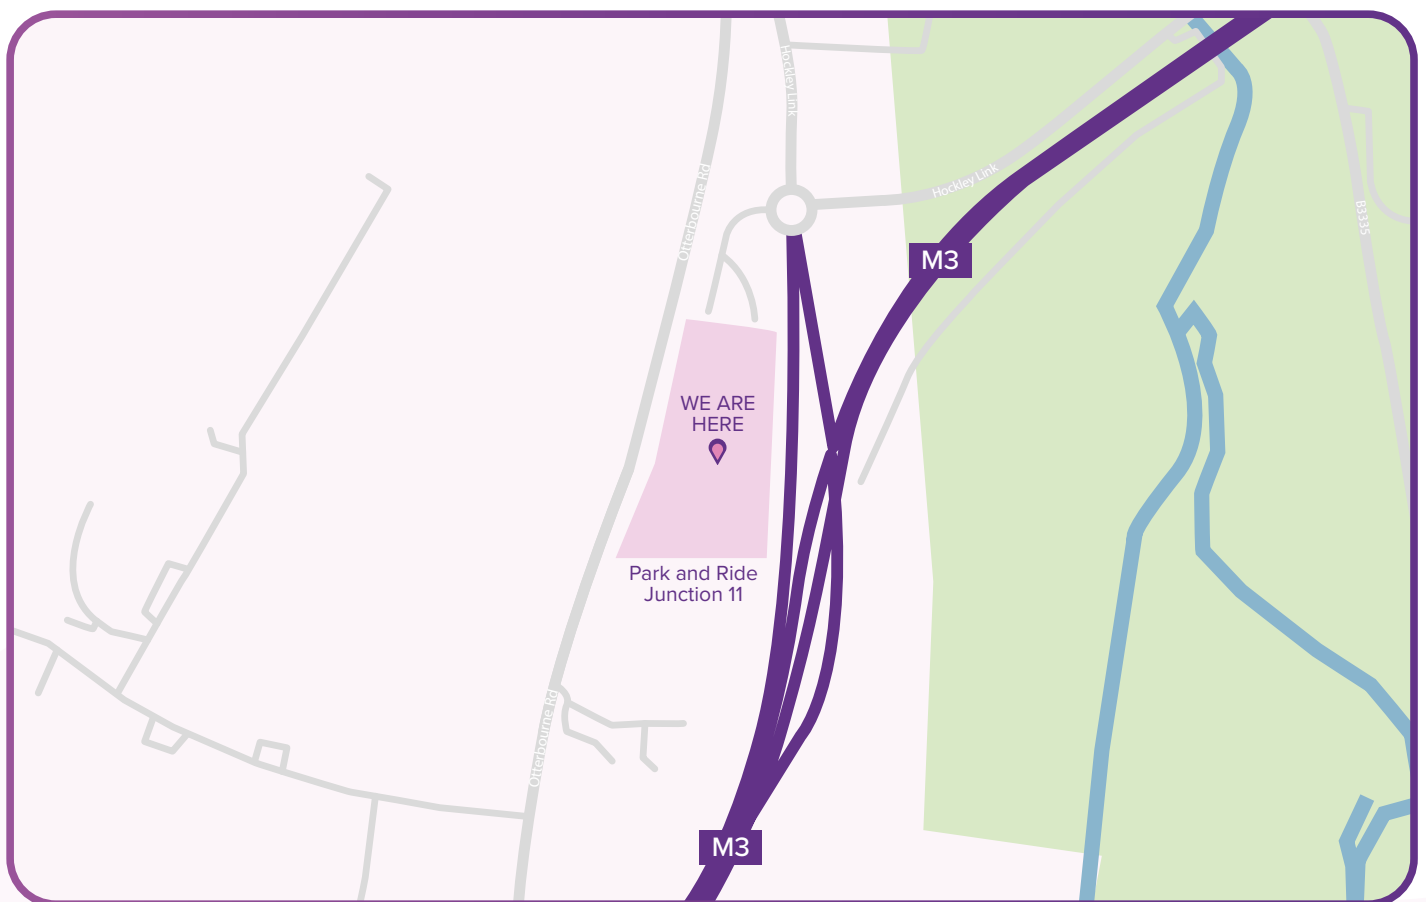 Hockley Link
Otterbourne Rd
Hockley Link
B3335
M3
WE ARE
HERE
Park and Ride
Junction 11
Otterbourne Rd
M3